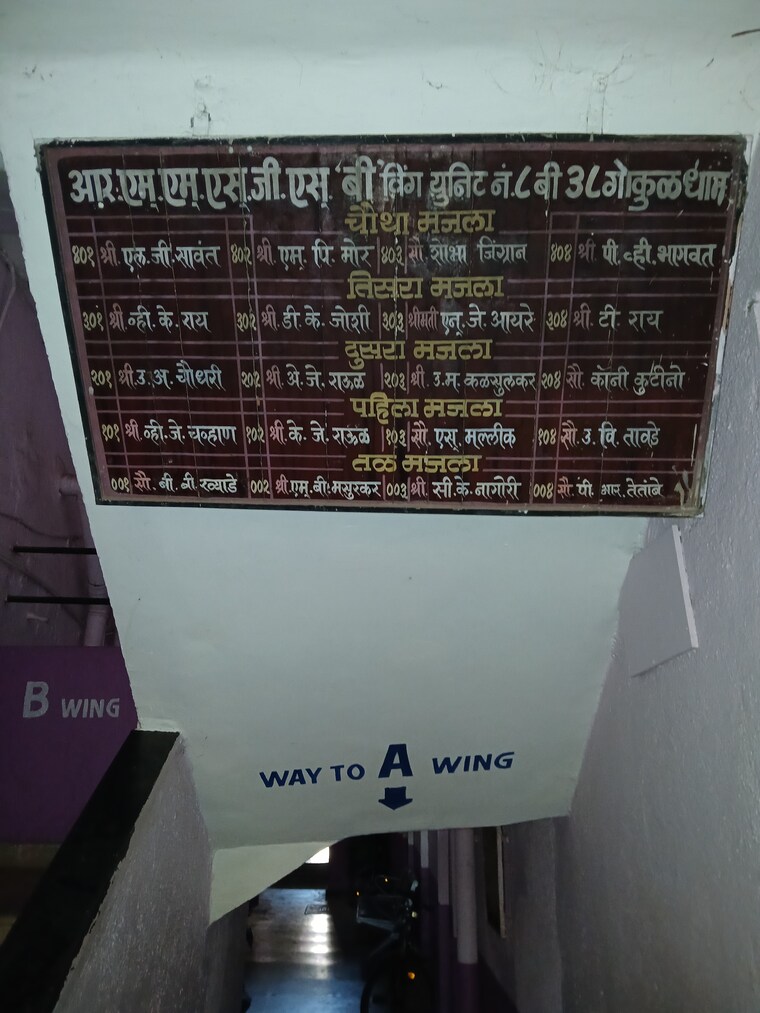 आर.एम्.एम्.एस्.जी.एस्. 'बी' विंग युनिट नं.८ बी ३८ गोकुळधाम
चौथा मजला
४०१ श्री. एल.जी.सावंत ४०२ श्री. एम. पि. मोर ४०३ सौ. शोभा जिंगान ४०४ श्री. पी. व्ही. भागवत
तिसरा मजला
३०१ श्री. व्ही. के. राय ३०२ श्री. डी. के. जोशी ३०३ श्रीमती एन्. जे. आयरे ३०४ श्री. टी. राय
दुसरा मजला
२०१ श्री. उ. अ. चौधरी २०२ श्री. अे. जे. राऊळ २०३ श्री. उ. म. कळसुलकर २०४ सौ. कॉनी कुटीनो
पहिला मजला
१०१ श्री. व्ही. जे. चव्हाण १०२ श्री. के. जे. राऊळ १०३ सौ. एस्. मल्लीक १०४ सौ. उ. वि. तावडे
तळ मजला
००१ सौ. बी. बी. रव्याडे ००२ श्री. एम्. बी. मसुरकर ००३ श्री. सी. के. नागोरी ००४ सौ. पी. आर. तेतांबे
B WING
WAY TO A WING